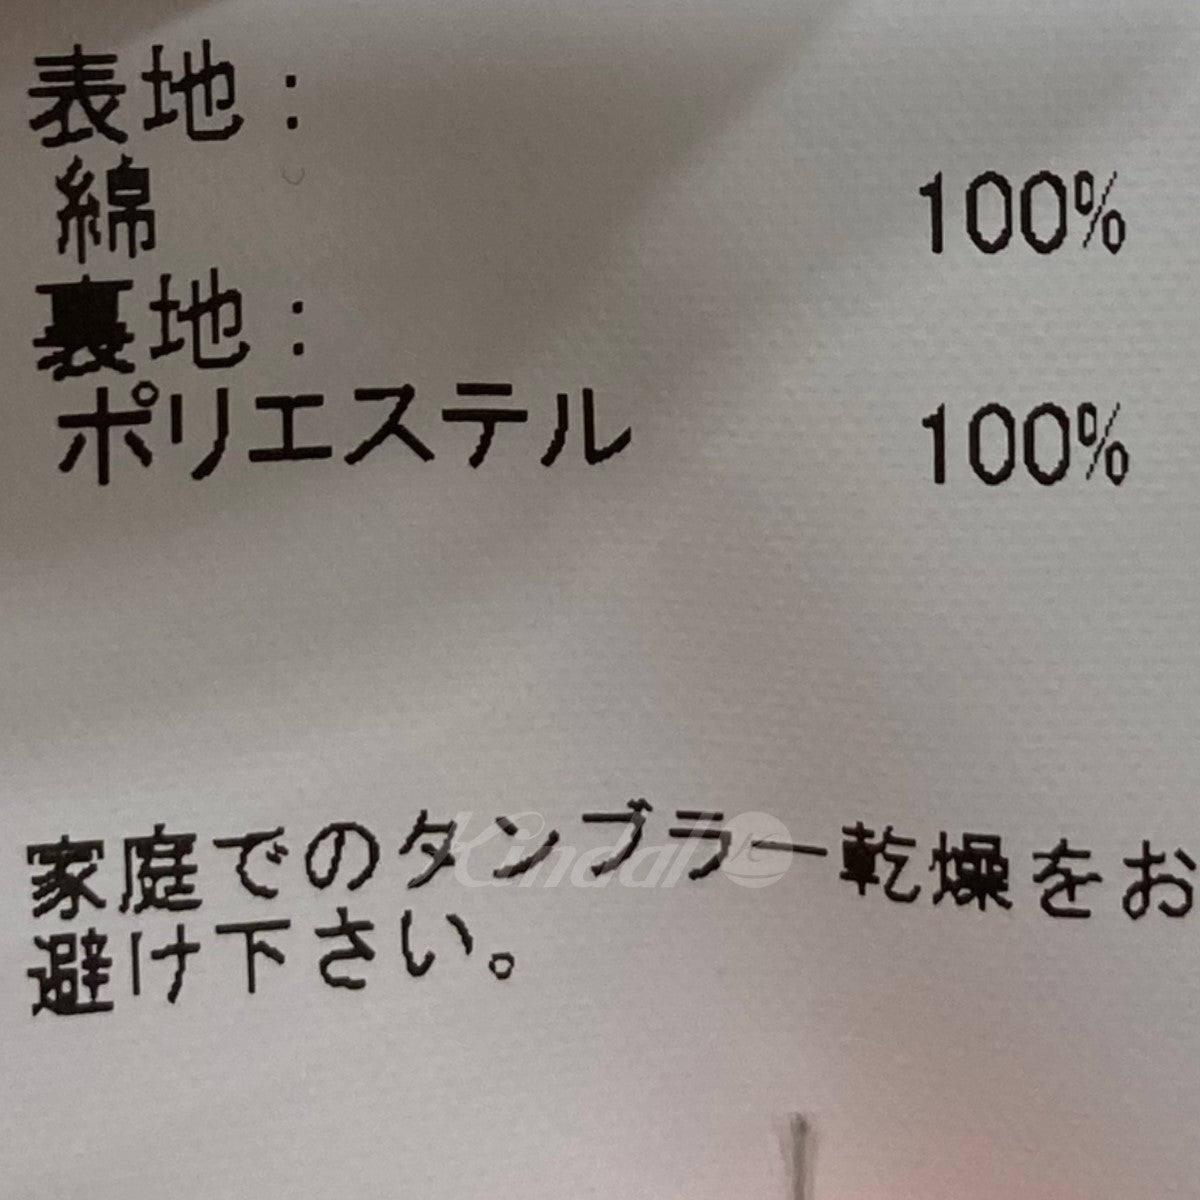 表地：
綿 100%
裏地：
ポリエステル 100%
家庭でのタンブラー乾燥をお
避け下さい。
Kindal